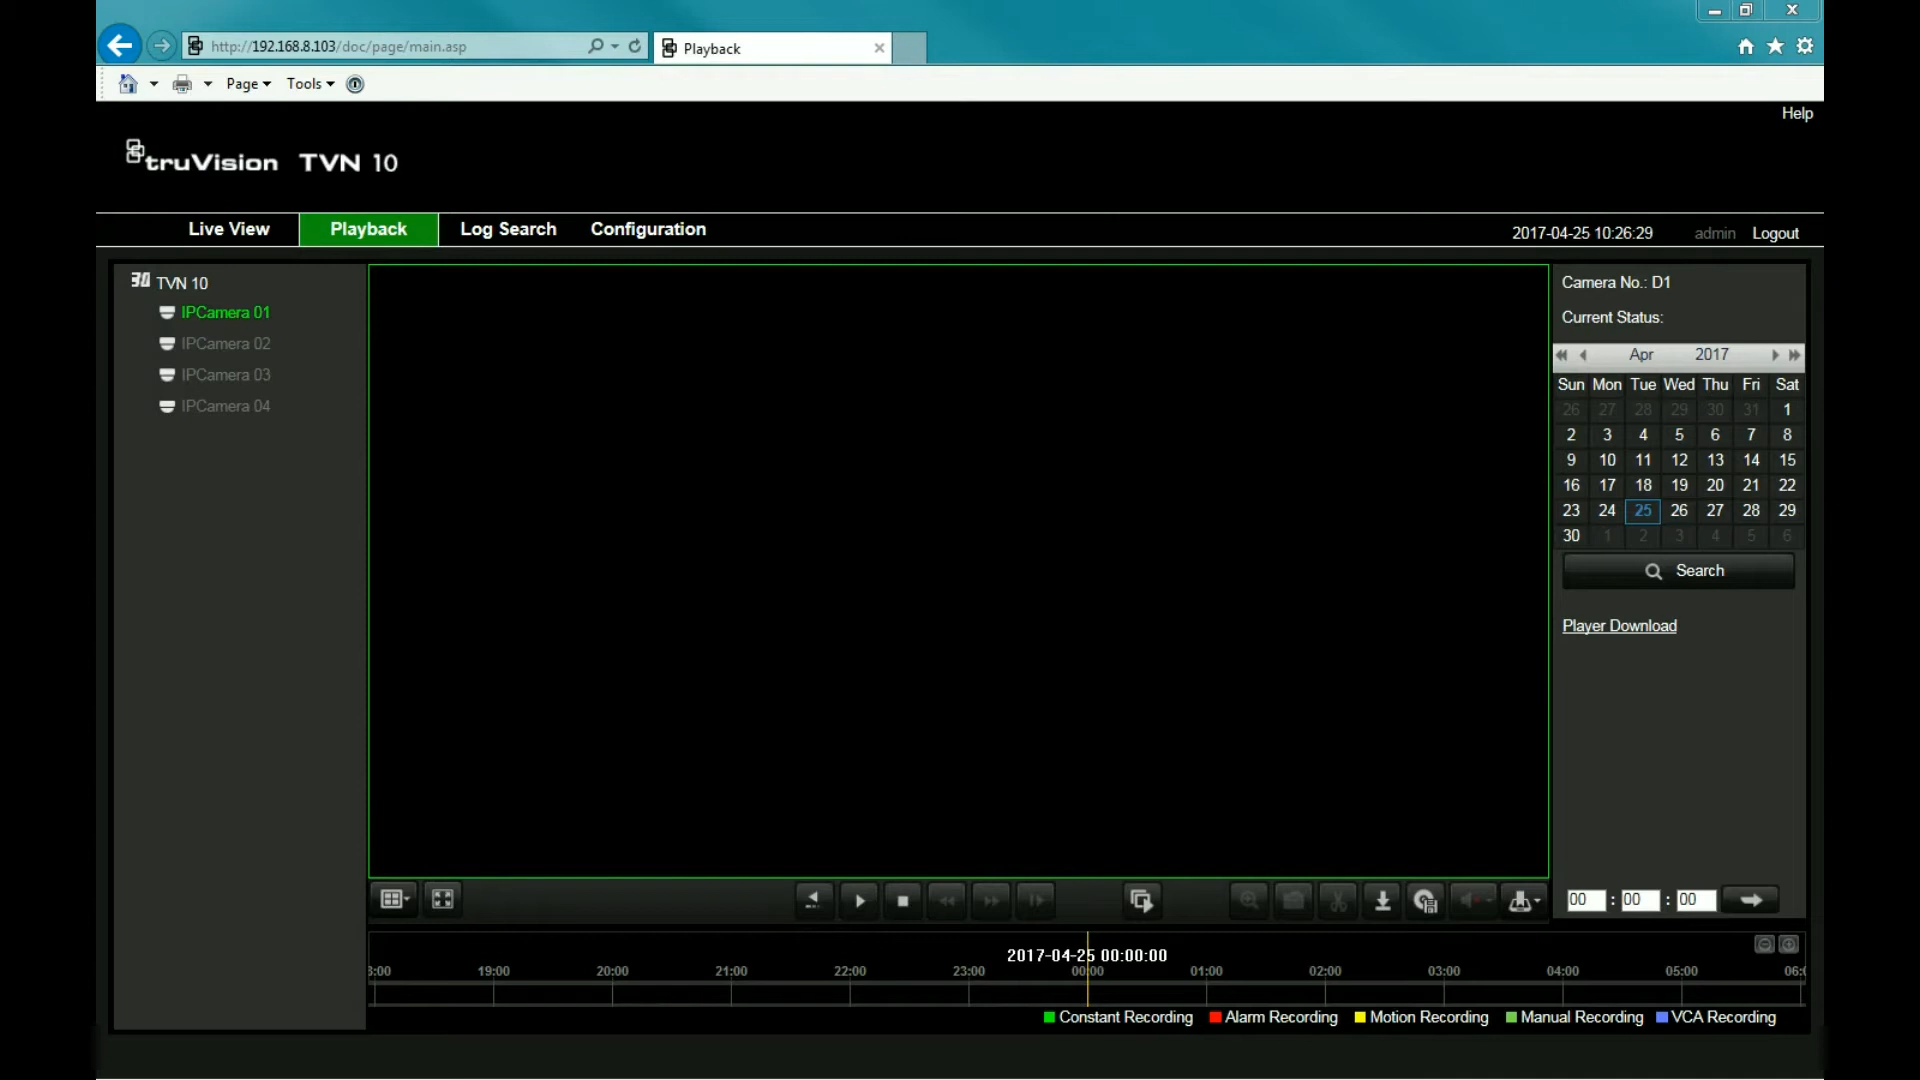 http://192.168.8.103/doc/page/main.asp
Playback
Page
Tools
Help
truVision TVN 10
Live View
Playback
Log Search
Configuration
2017-04-25 10:26:29
admin
Logout
TVN 10
IPCamera 01
IPCamera 02
IPCamera 03
IPCamera 04
Camera No.: D1
Current Status:
Apr 2017
Sun Mon Tue Wed Thu Fri Sat
26 27 28 29 30 31 1
2 3 4 5 6 7 8
9 10 11 12 13 14 15
16 17 18 19 20 21 22
23 24 25 26 27 28 29
30 1 2 3 4 5 6
Search
Player Download
00 : 00 : 00
2017-04-25 00:00:00
19:00 20:00 21:00 22:00 23:00 00:00 01:00 02:00 03:00 04:00 05:00
Constant Recording
Alarm Recording
Motion Recording
Manual Recording
VCA Recording